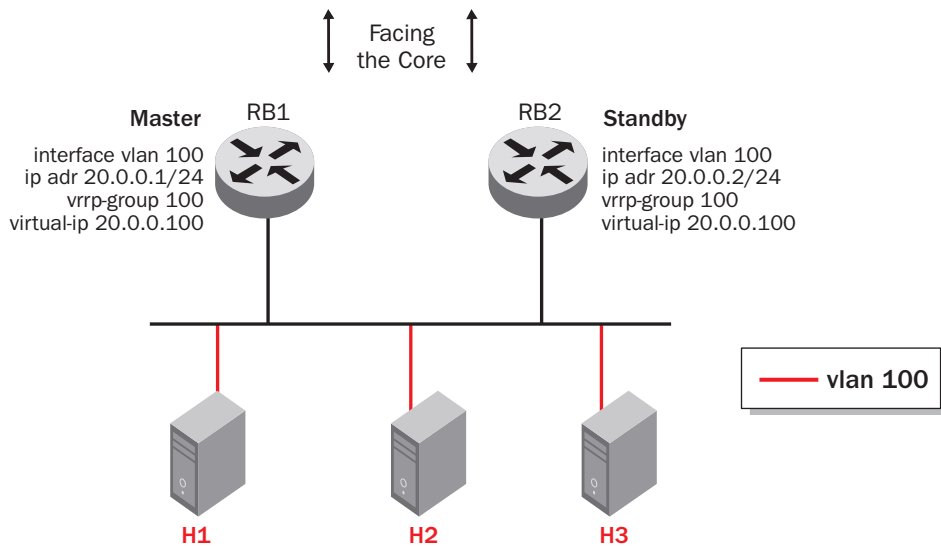 Facing
the Core
Master
RB1
interface vlan 100
ip adr 20.0.0.1/24
vrrp-group 100
virtual-ip 20.0.0.100
RB2
Standby
interface vlan 100
ip adr 20.0.0.2/24
vrrp-group 100
virtual-ip 20.0.0.100
vlan 100
H1
H2
H3